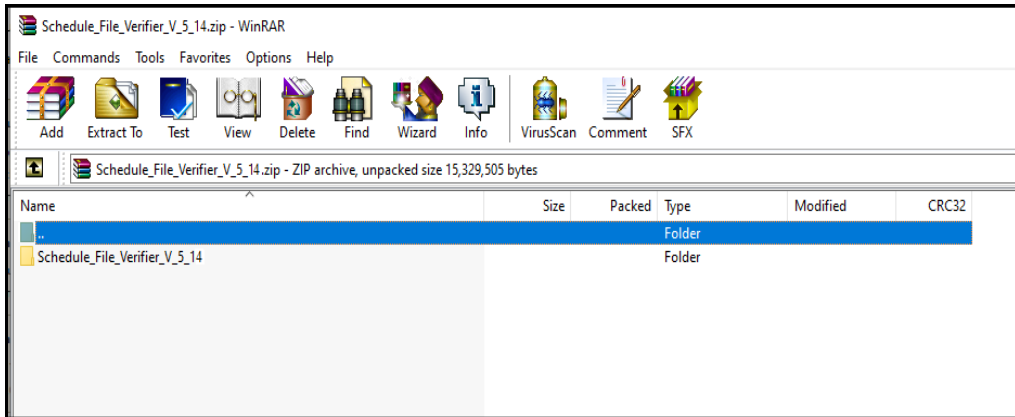 Schedule_File_Verifier_V_5_14.zip - WinRAR
File Commands Tools Favorites Options Help
Add Extract To Test View Delete Find Wizard Info VirusScan Comment SFX
Schedule_File_Verifier_V_5_14.zip - ZIP archive, unpacked size 15,329,505 bytes
Name Size Packed Type Modified CRC32
.. Folder
Schedule_File_Verifier_V_5_14 Folder